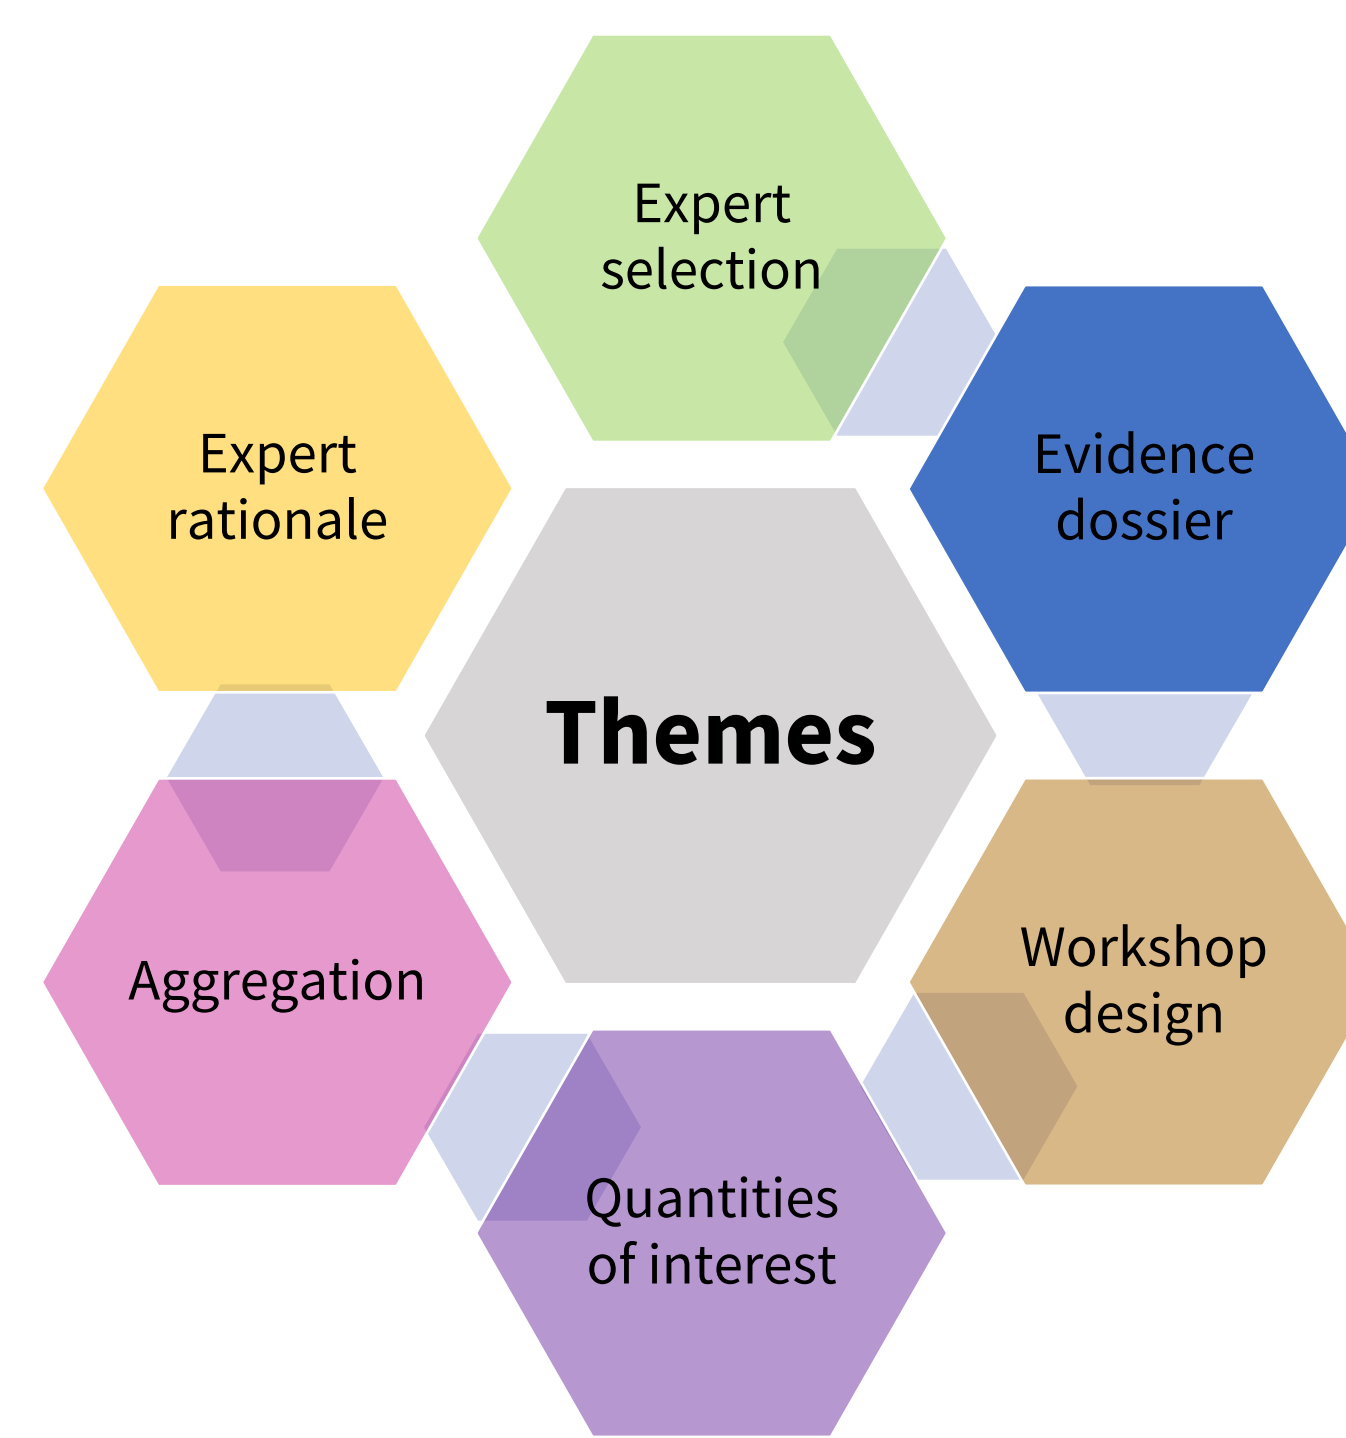 Expert
selection
Evidence
dossier
Expert
rationale
Themes
Workshop
design
Aggregation
Quantities
of interest